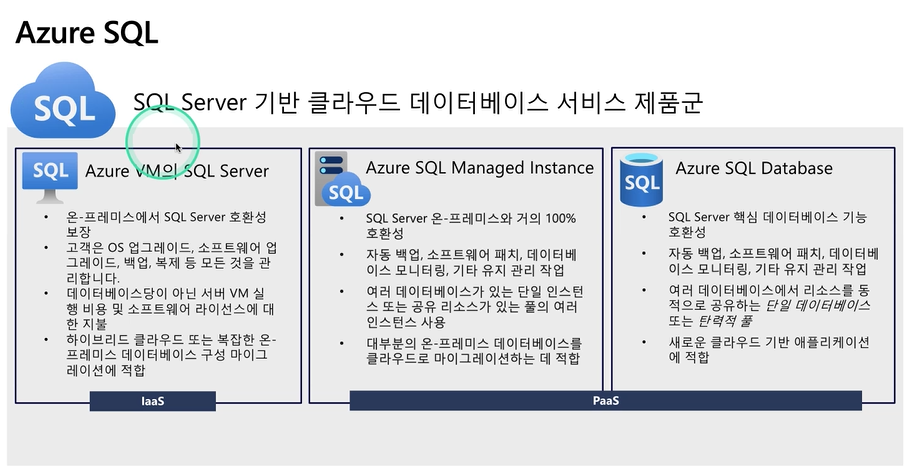 Azure SQL
SQL
SQL Server 기반 클라우드 데이터베이스 서비스 제품군
SQL
Azure VM의 SQL Server
• 온-프레미스에서 SQL Server 호환성
보장
• 고객은 OS 업그레이드, 소프트웨어 업
그레이드, 백업, 복제 등 모든 것을 관
리합니다.
• 데이터베이스당이 아닌 서버 VM 실
행 비용 및 소프트웨어 라이선스에 대
한 지불
• 하이브리드 클라우드 또는 복잡한 온-
프레미스 데이터베이스 구성 마이그
레이션에 적합
IaaS
SQL
Azure SQL Managed Instance
• SQL Server 온-프레미스와 거의 100%
호환성
• 자동 백업, 소프트웨어 패치, 데이터베
이스 모니터링, 기타 유지 관리 작업
• 여러 데이터베이스가 있는 단일 인스턴
스 또는 공유 리소스가 있는 풀의 여러
인스턴스 사용
• 대부분의 온-프레미스 데이터베이스를
클라우드로 마이그레이션하는 데 적합
SQL
Azure SQL Database
• SQL Server 핵심 데이터베이스 기능
호환성
• 자동 백업, 소프트웨어 패치, 데이터베
이스 모니터링, 기타 유지 관리 작업
• 여러 데이터베이스에서 리소스를 동
적으로 공유하는 단일 데이터베이스
또는 탄력적 풀
• 새로운 클라우드 기반 애플리케이션
에 적합
PaaS